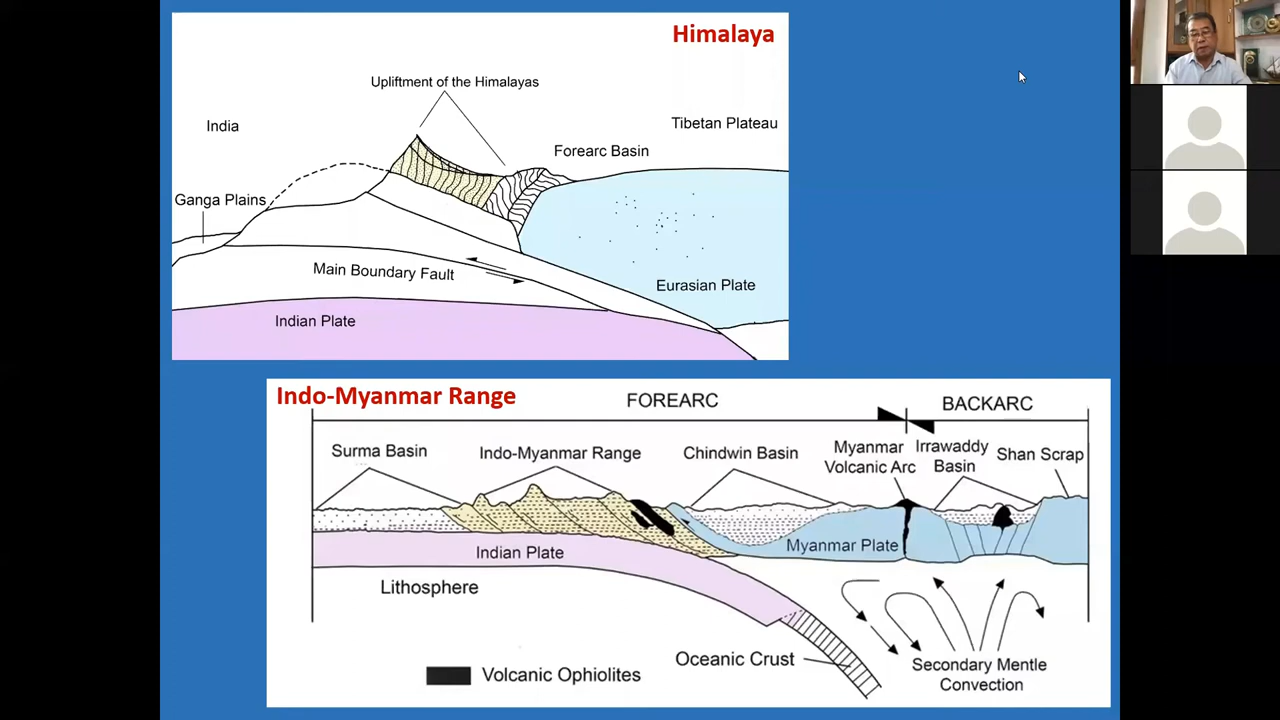 Himalaya
Upliftment of the Himalayas
India
Tibetan Plateau
Forearc Basin
Ganga Plains
Main Boundary Fault
Eurasian Plate
Indian Plate
Indo-Myanmar Range
FOREARC
BACKARC
Surma Basin
Indo-Myanmar Range
Chindwin Basin
Myanmar
Volcanic Arc
Irrawaddy
Basin
Shan Scrap
Indian Plate
Myanmar Plate
Lithosphere
Oceanic Crust
Secondary Mentle
Convection
Volcanic Ophiolites